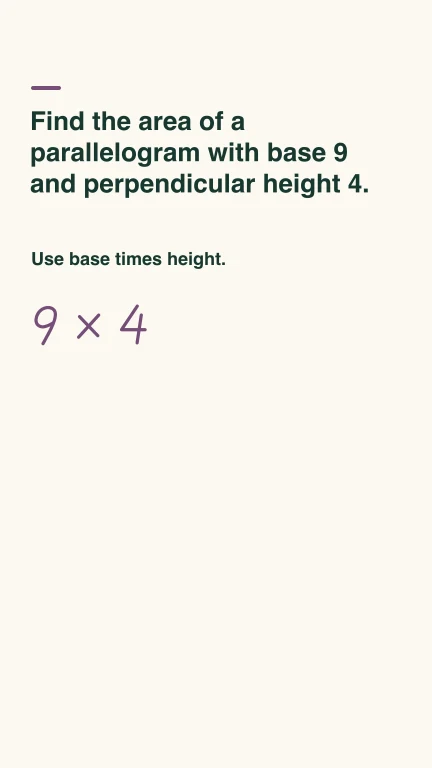 Find the area of a
parallelogram with base 9
and perpendicular height 4.
Use base times height.
9 × 4